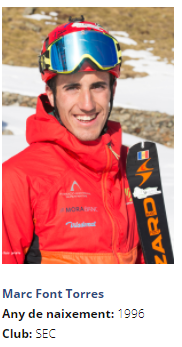 ZARD
Marc Font Torres
Any de naixement: 1996
Club: SEC